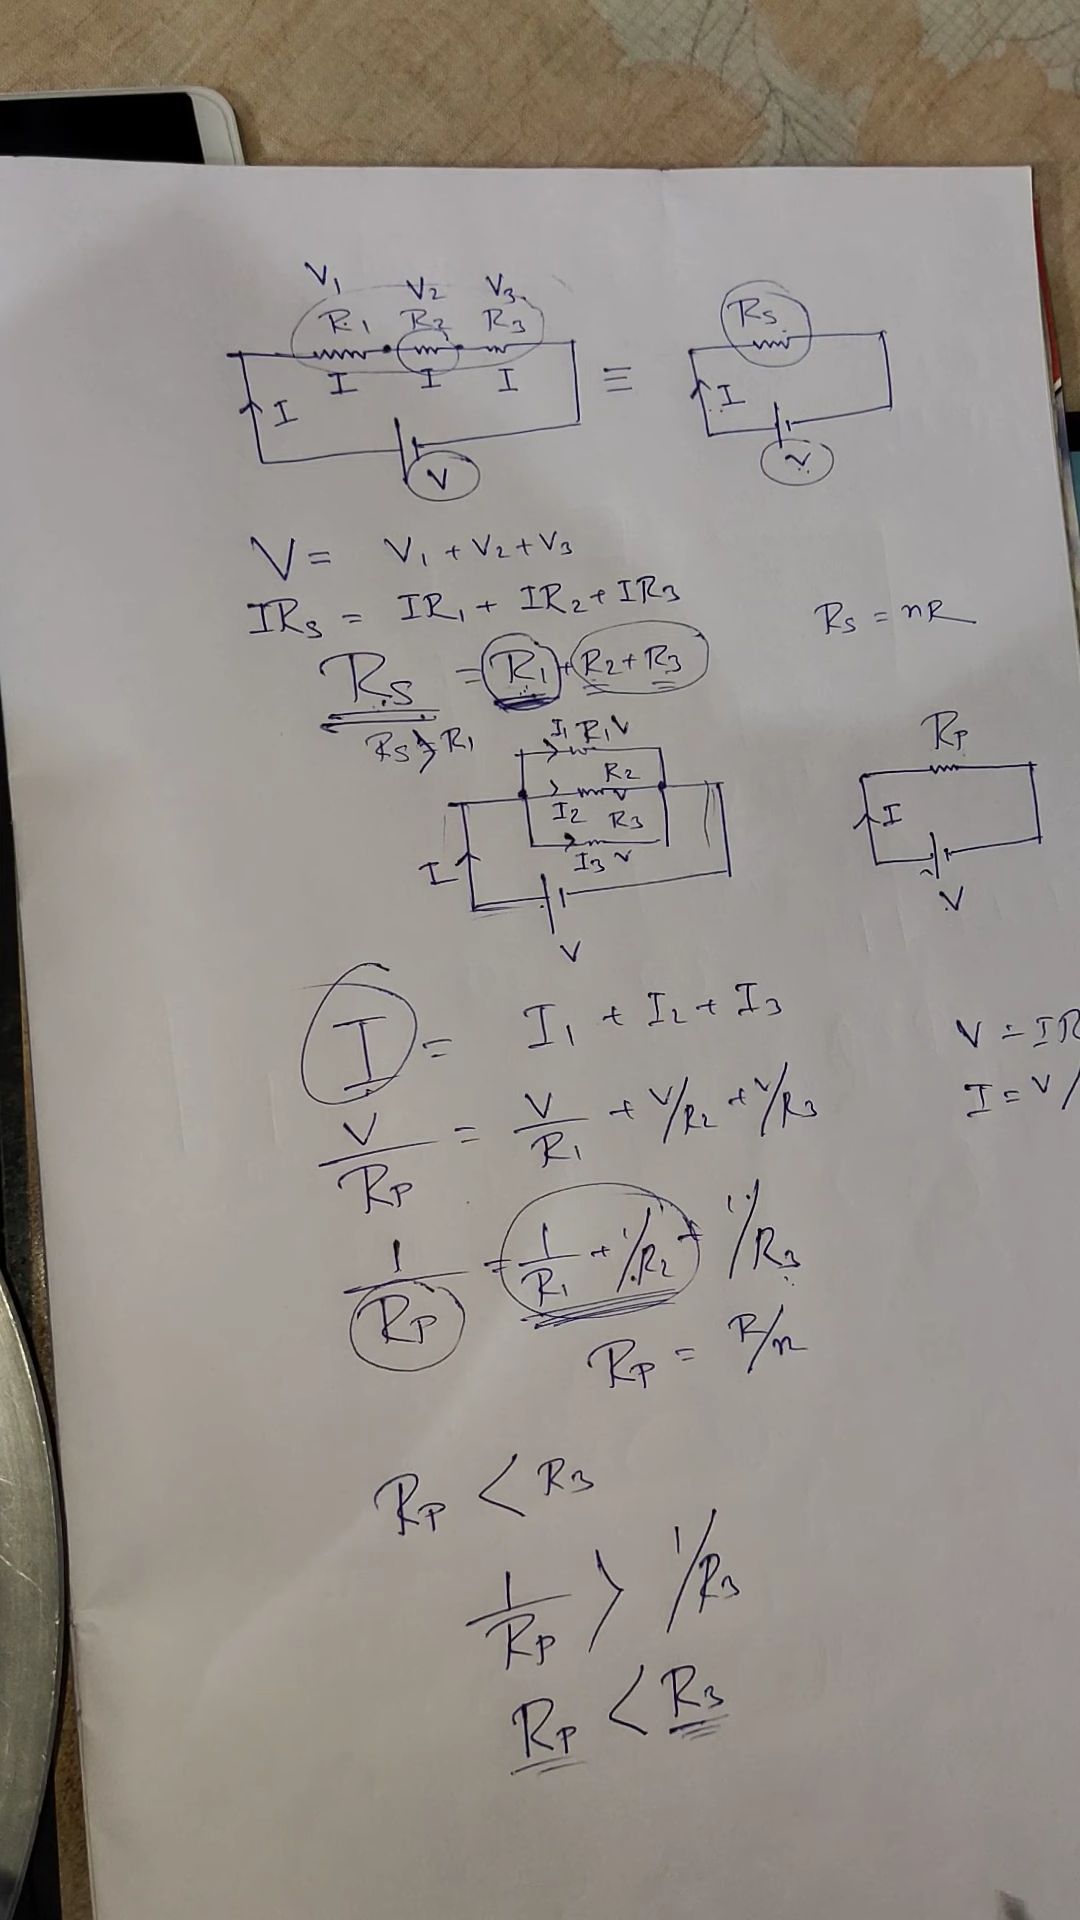 V₁ V₂ V₃
R₁ R₂ R₃ Rs
I I I
I ≡ I
V V
V = V₁ + V₂ + V₃
IRs = IR₁ + IR₂ + IR₃
Rs = nR
Rs = R₁ + R₂ + R₃
Rs > R₁
I₁ R₁ V
R₂ V
I₂ R₃
I₃ V
I
V
Rp
I
V
I = I₁ + I₂ + I₃
V = IR
V/Rp = V/R₁ + V/R₂ + V/R₃
I = V/
1/Rp = 1/R₁ + 1/R₂ + 1/R₃
Rp = R/n
Rp < R₃
1/Rp > 1/R₃
Rp < R₃